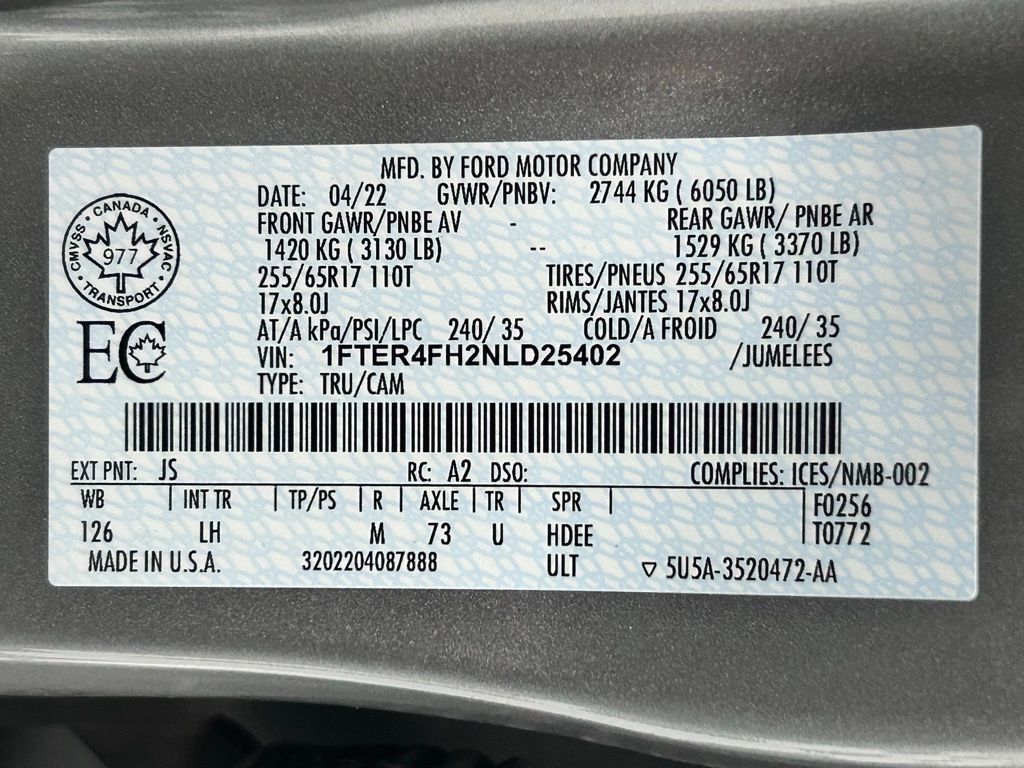 MFD. BY FORD MOTOR COMPANY
DATE: 04/22 GVWR/PNBV: 2744 KG ( 6050 LB)
FRONT GAWR/PNBE AV - REAR GAWR/ PNBE AR
1420 KG ( 3130 LB) -- 1529 KG ( 3370 LB)
255/65R17 110T TIRES/PNEUS 255/65R17 110T
17x8.0J RIMS/JANTES 17x8.0J
AT/A kPa/PSI/LPC 240/ 35 COLD/A FROID 240/ 35
VIN: 1FTER4FH2NLD25402 /JUMELEES
TYPE: TRU/CAM
CMVSS • CANADA • NSVAC • TRANSPORT •
977
EC
EXT PNT: JS RC: A2 DSO: COMPLIES: ICES/NMB-002
WB | INT TR | TP/PS | R | AXLE | TR | SPR | F0256
126 LH M 73 U HDEE T0772
MADE IN U.S.A. 3202204087888 ULT ▽ 5U5A-3520472-AA